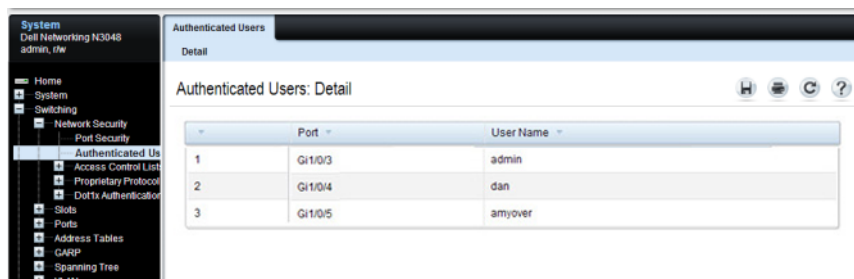 System
Dell Networking N3048
admin, r/w
Home
System
Switching
Network Security
Port Security
Authenticated Us
Access Control List
Proprietary Protocol
Dot1x Authentication
Slots
Ports
Address Tables
GARP
Spanning Tree
Authenticated Users
Detail
Authenticated Users: Detail
Port User Name
1 Gi1/0/3 admin
2 Gi1/0/4 dan
3 Gi1/0/5 amyover